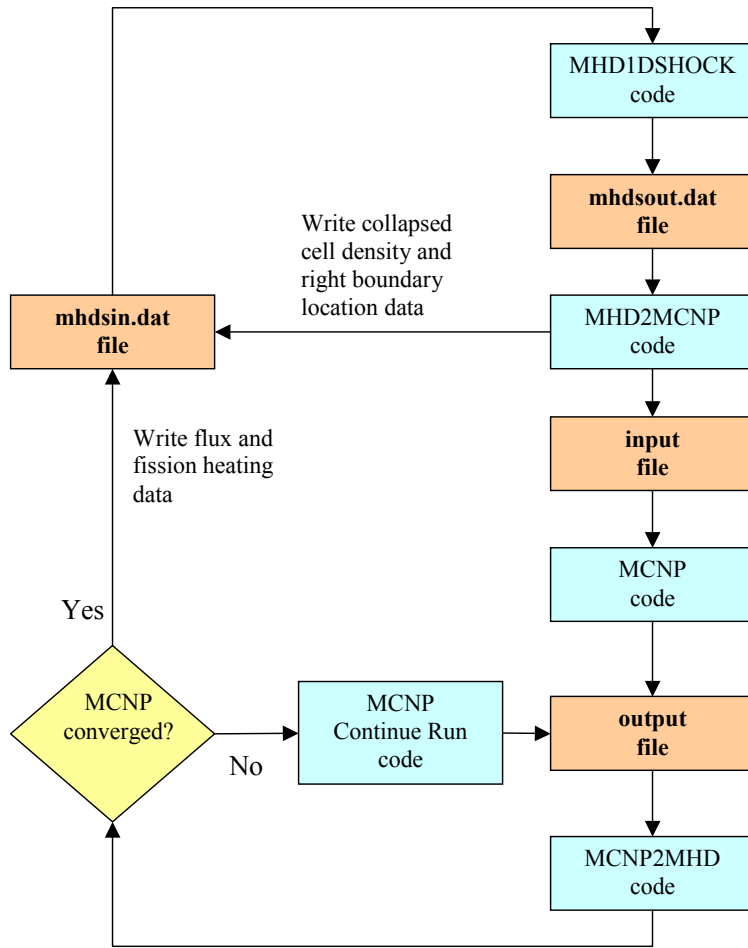 MHD1DSHOCK
code
mhdsout.dat
file
Write collapsed
cell density and
right boundary
location data
mhdsin.dat
file
MHD2MCNP
code
Write flux and
fission heating
data
input
file
MCNP
code
Yes
MCNP
converged?
No
MCNP
Continue Run
code
output
file
MCNP2MHD
code